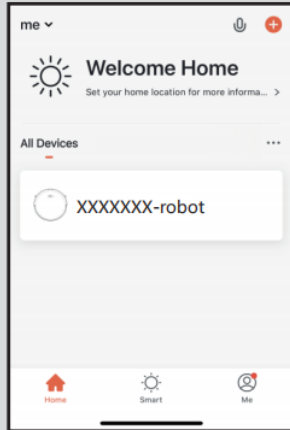 me
Welcome Home
Set your home location for more informa...
All Devices
XXXXXXX-robot
Home
Smart
Me